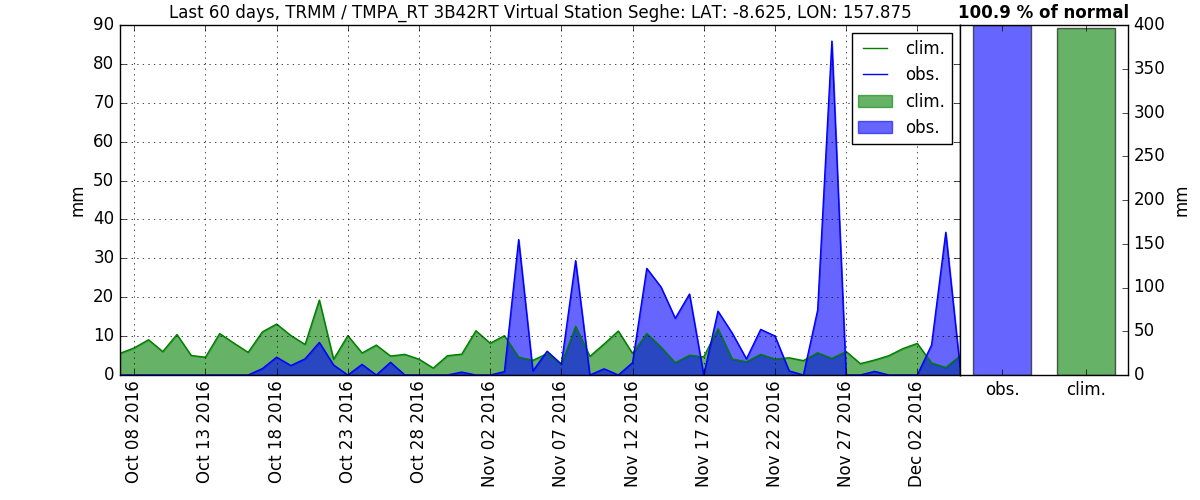 Last 60 days, TRMM / TMPA_RT 3B42RT Virtual Station Seghe: LAT: -8.625, LON: 157.875
100.9 % of normal
90
80
70
60
50
40
30
20
10
0
mm
clim.
obs.
clim.
obs.
Oct 08 2016
Oct 13 2016
Oct 18 2016
Oct 23 2016
Oct 28 2016
Nov 02 2016
Nov 07 2016
Nov 12 2016
Nov 17 2016
Nov 22 2016
Nov 27 2016
Dec 02 2016
400
350
300
250
200
150
100
50
0
mm
obs.
clim.